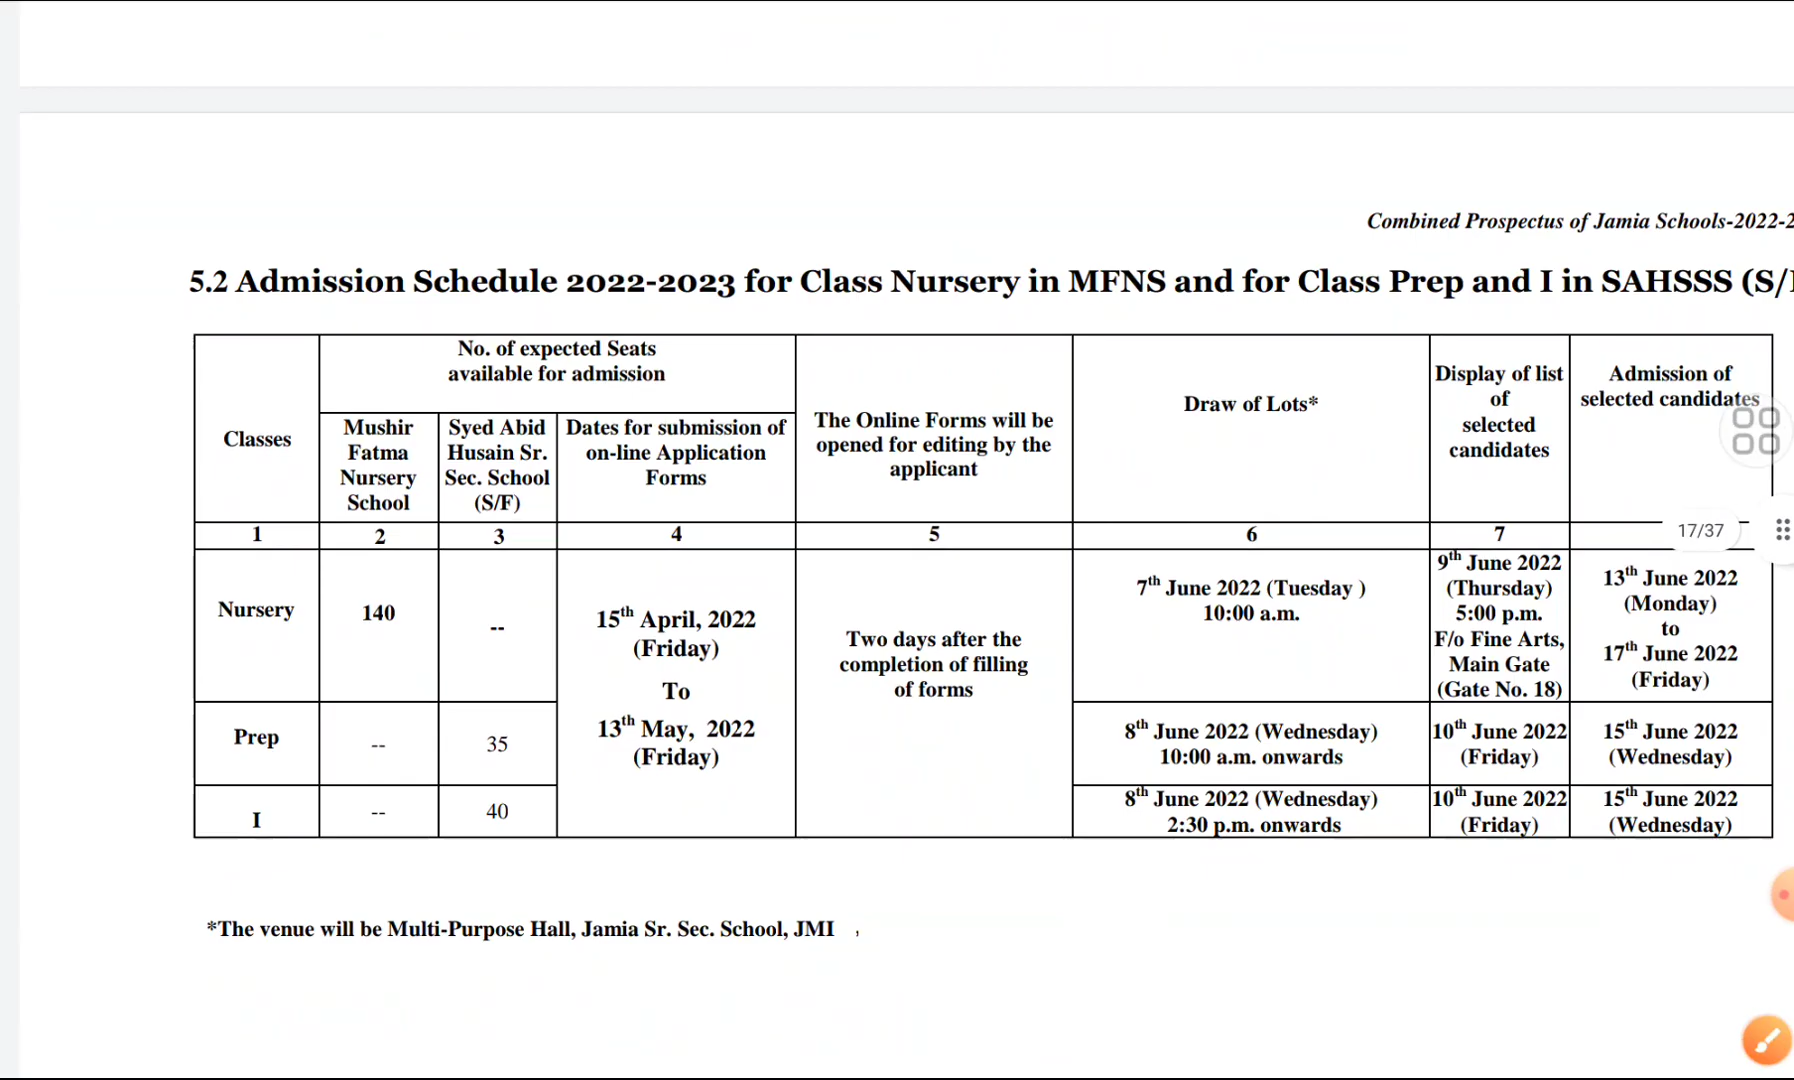 Combined Prospectus of Jamia Schools-2022-2
5.2 Admission Schedule 2022-2023 for Class Nursery in MFNS and for Class Prep and I in SAHSSS (S/
Classes
No. of expected Seats
available for admission
Mushir
Fatma
Nursery
School
Syed Abid
Husain Sr.
Sec. School
(S/F)
Dates for submission of
on-line Application
Forms
The Online Forms will be
opened for editing by the
applicant
Draw of Lots*
Display of list
of
selected
candidates
Admission of
selected candidates
1
2
3
4
5
6
7
17/37
Nursery
140
--
15th April, 2022
(Friday)
To
13th May, 2022
(Friday)
Two days after the
completion of filling
of forms
7th June 2022 (Tuesday )
10:00 a.m.
9th June 2022
(Thursday)
5:00 p.m.
F/o Fine Arts,
Main Gate
(Gate No. 18)
13th June 2022
(Monday)
to
17th June 2022
(Friday)
Prep
--
35
8th June 2022 (Wednesday)
10:00 a.m. onwards
10th June 2022
(Friday)
15th June 2022
(Wednesday)
I
--
40
8th June 2022 (Wednesday)
2:30 p.m. onwards
10th June 2022
(Friday)
15th June 2022
(Wednesday)
*The venue will be Multi-Purpose Hall, Jamia Sr. Sec. School, JMI ,